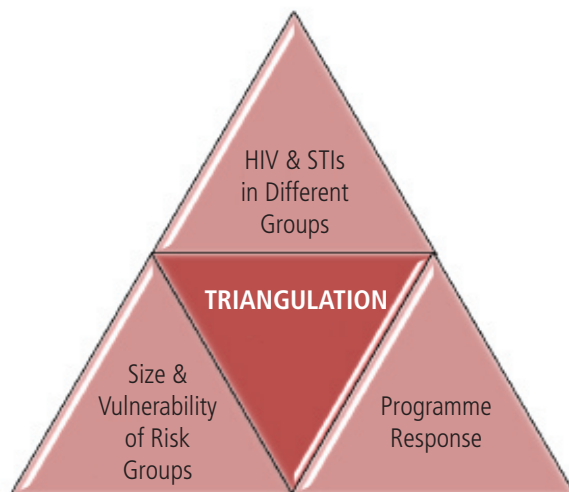 HIV & STIs
in Different
Groups
TRIANGULATION
Size &
Vulnerability
of Risk
Groups
Programme
Response